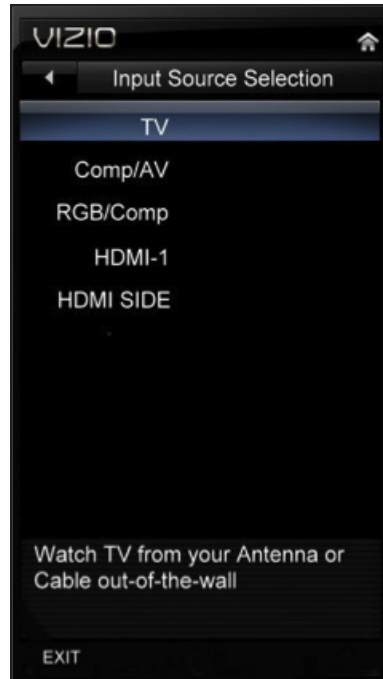 VIZIO
Input Source Selection
TV
Comp/AV
RGB/Comp
HDMI-1
HDMI SIDE
Watch TV from your Antenna or
Cable out-of-the-wall
EXIT